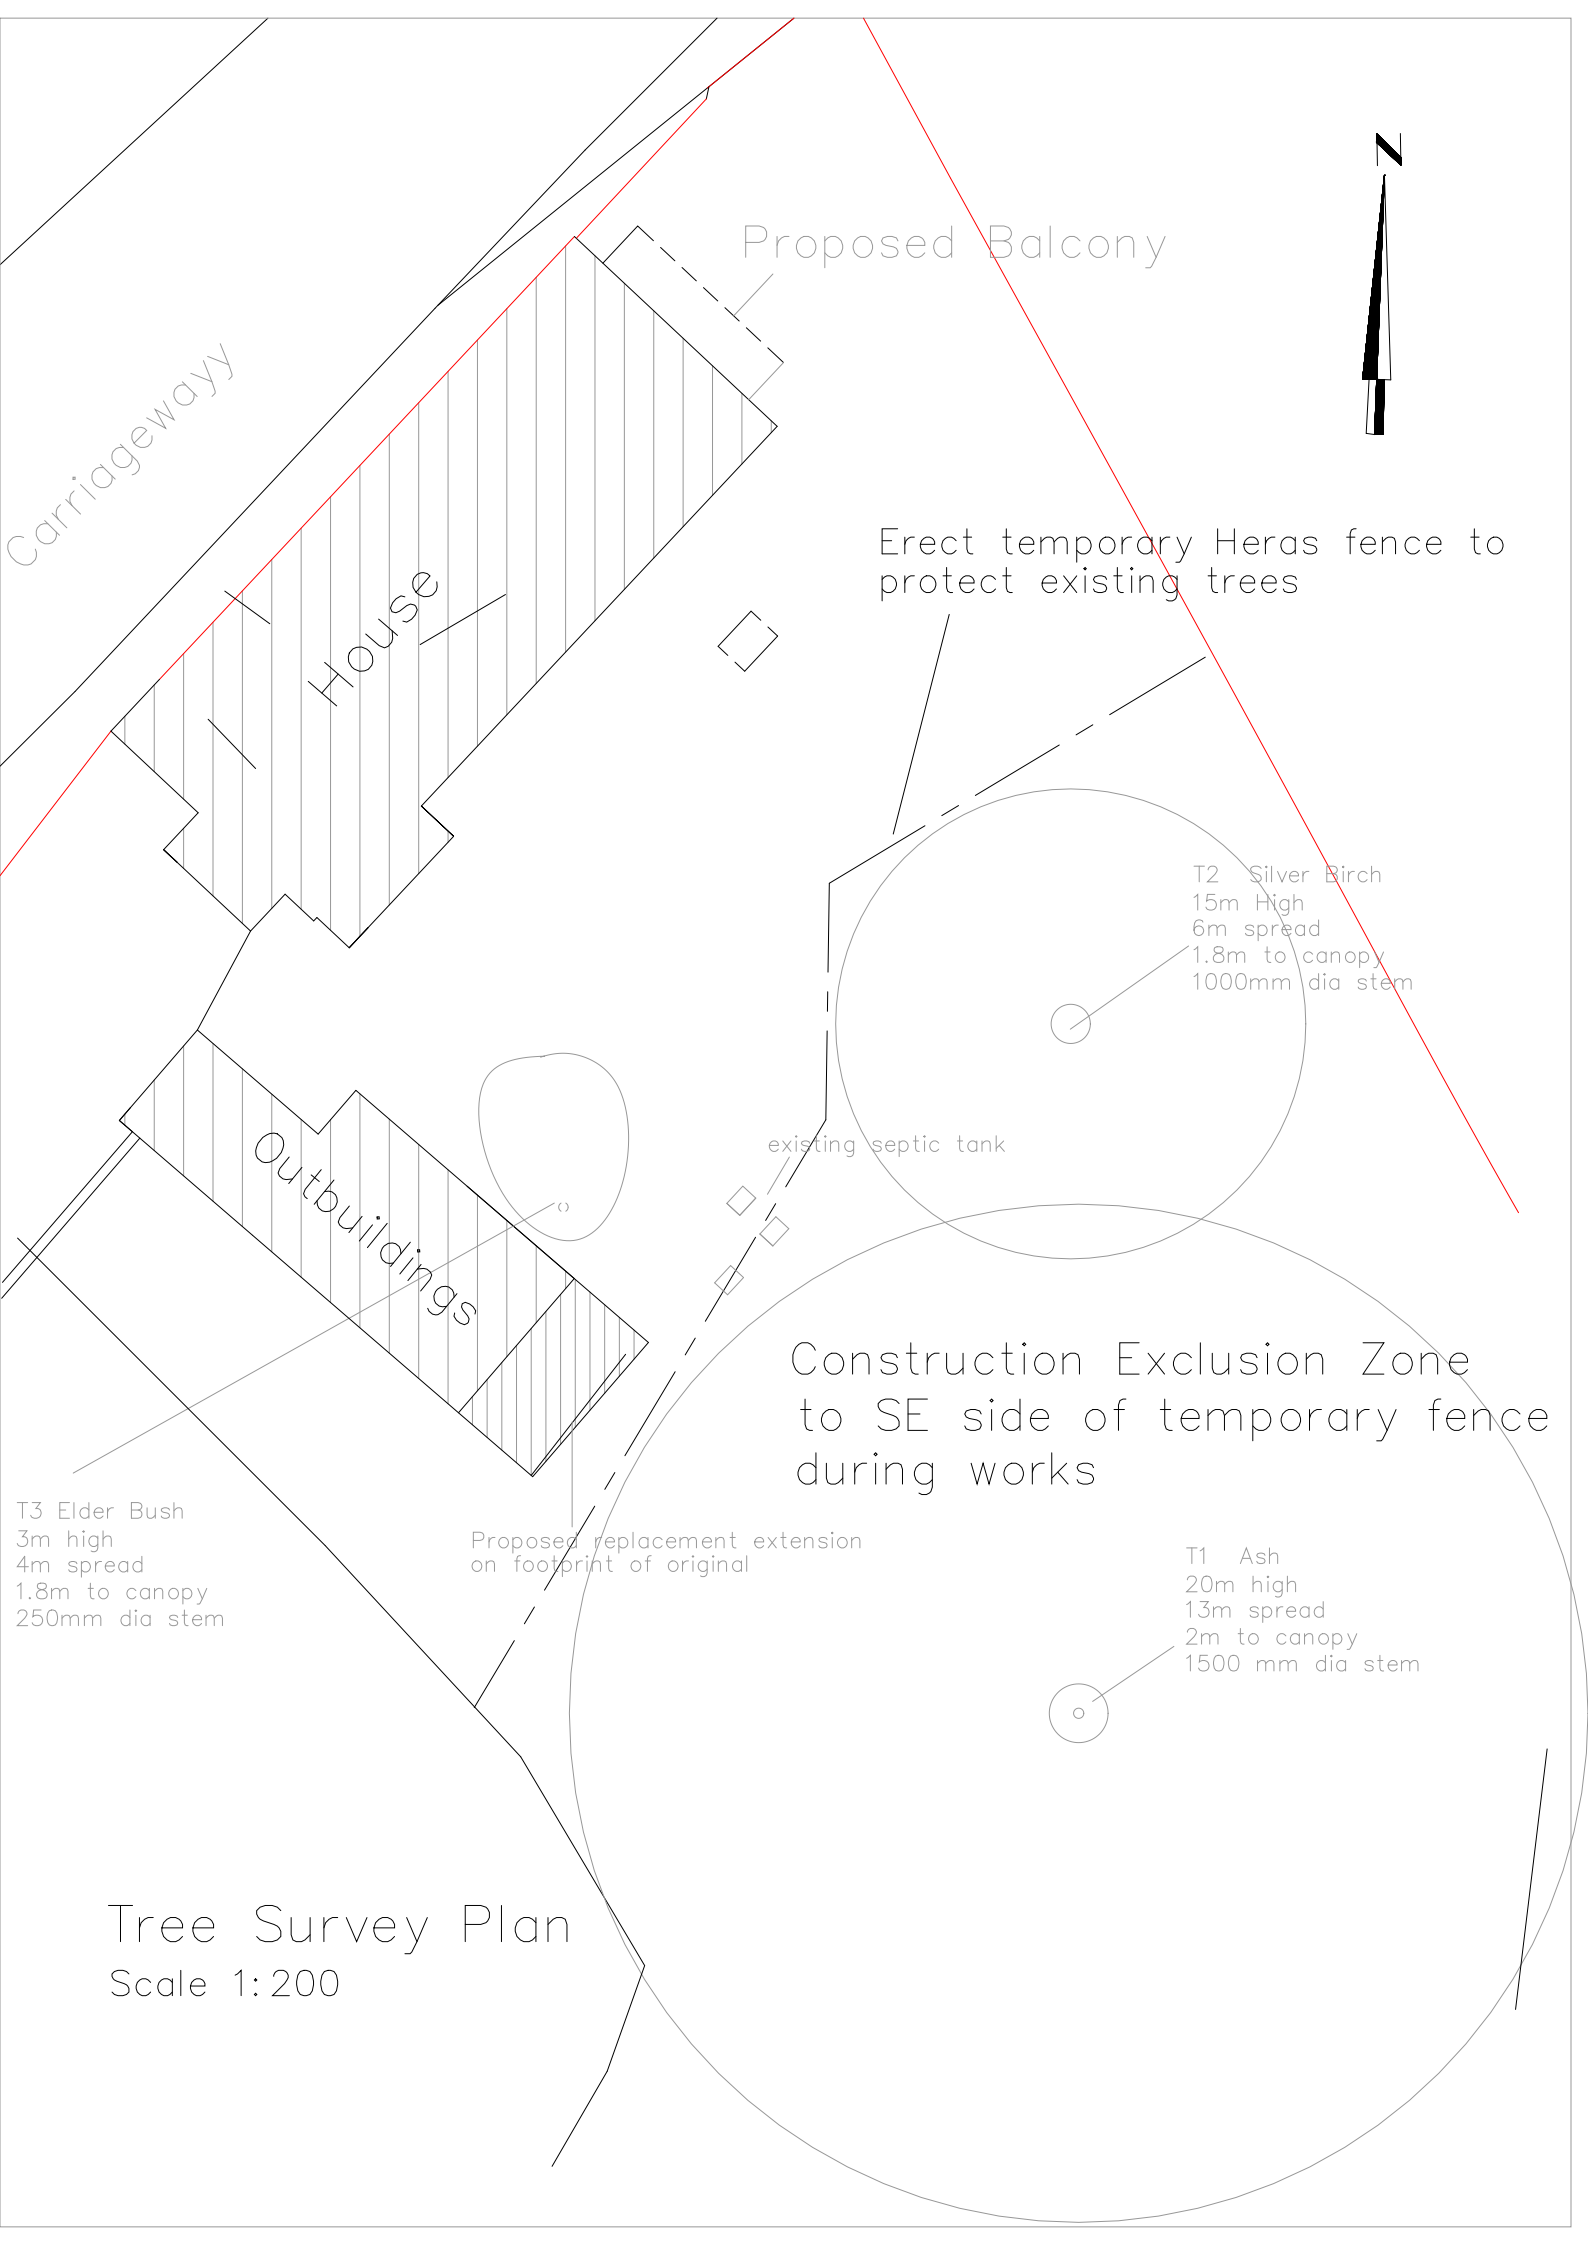 N
Proposed Balcony
Carriagewayy
Erect temporary Heras fence to
protect existing trees
House
T2 Silver Birch
15m High
6m spread
1.8m to canopy
1000mm dia stem
existing septic tank
Outbuildings
Construction Exclusion Zone
to SE side of temporary fence
during works
T3 Elder Bush
3m high
4m spread
1.8m to canopy
250mm dia stem
Proposed replacement extension
on footprint of original
T1 Ash
20m high
13m spread
2m to canopy
1500 mm dia stem
Tree Survey Plan
Scale 1:200